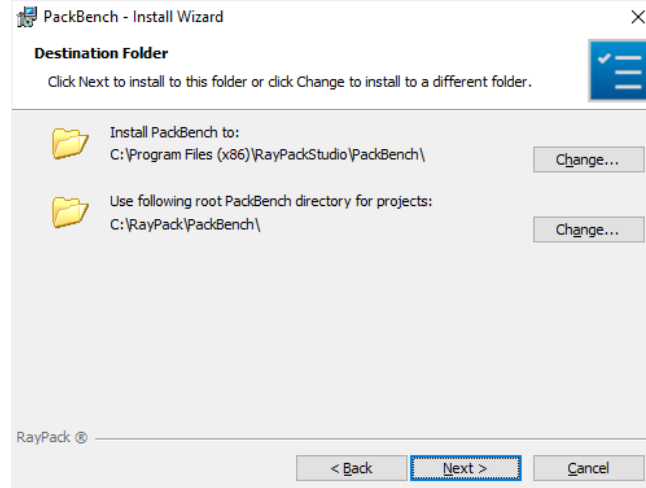 PackBench - Install Wizard
Destination Folder
Click Next to install to this folder or click Change to install to a different folder.
Install PackBench to:
C:\Program Files (x86)\RayPackStudio\PackBench\
Change...
Use following root PackBench directory for projects:
C:\RayPack\PackBench\
Change...
RayPack ®
< Back
Next >
Cancel